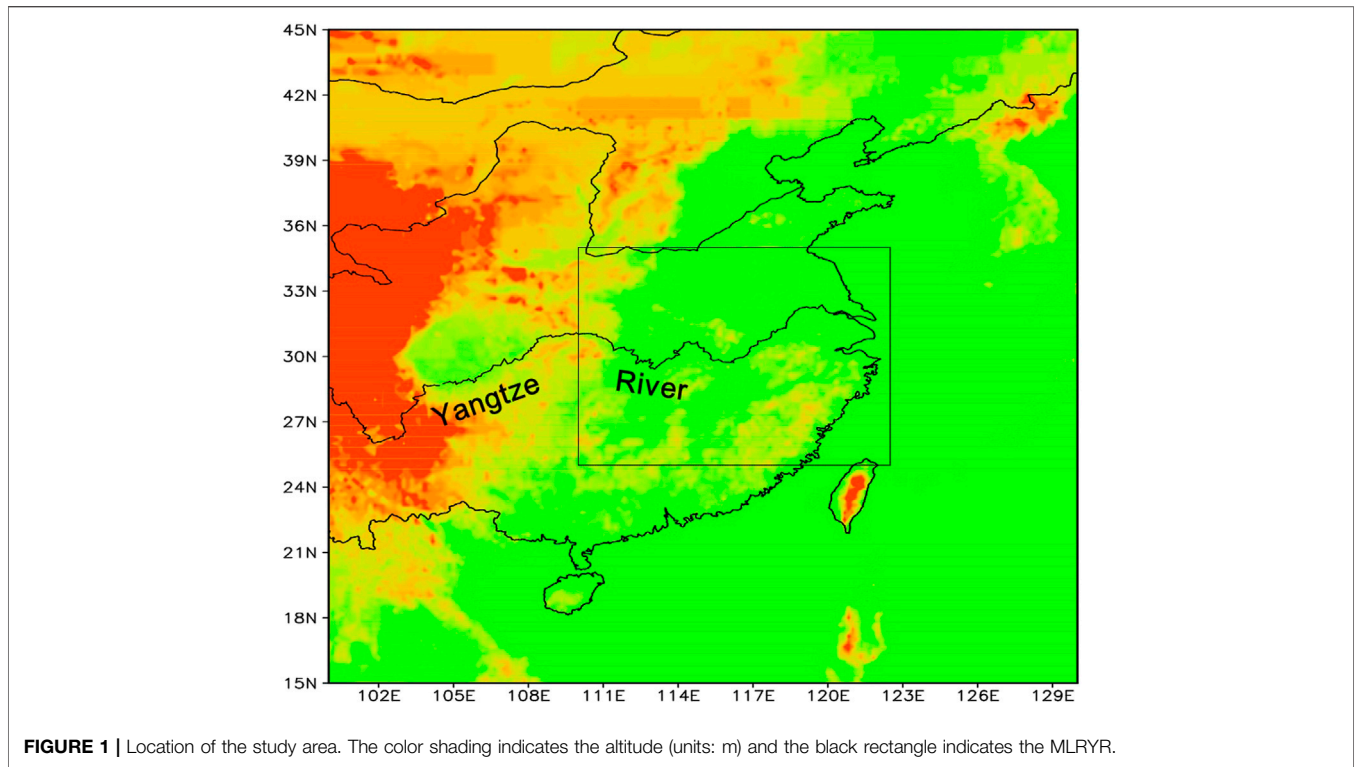 45N
42N
39N
36N
33N
30N
27N
24N
21N
18N
15N
Yangtze
River
102E 105E 108E 111E 114E 117E 120E 123E 126E 129E
FIGURE 1 | Location of the study area. The color shading indicates the altitude (units: m) and the black rectangle indicates the MLRYR.